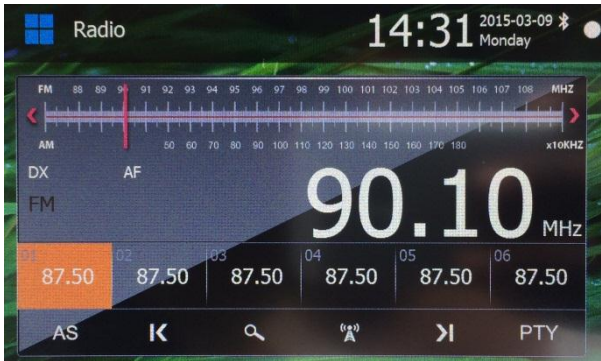 Radio
14:31
2015-03-09
Monday
FM 88 89 90 91 92 93 94 95 96 97 98 99 100 101 102 103 104 105 106 107 108 MHZ
AM 50 60 70 80 90 100 110 120 130 140 150 160 170 180 x10KHZ
DX AF
FM
90.10 MHz
01 02 03 04 05 06
87.50 87.50 87.50 87.50 87.50 87.50
AS PTY